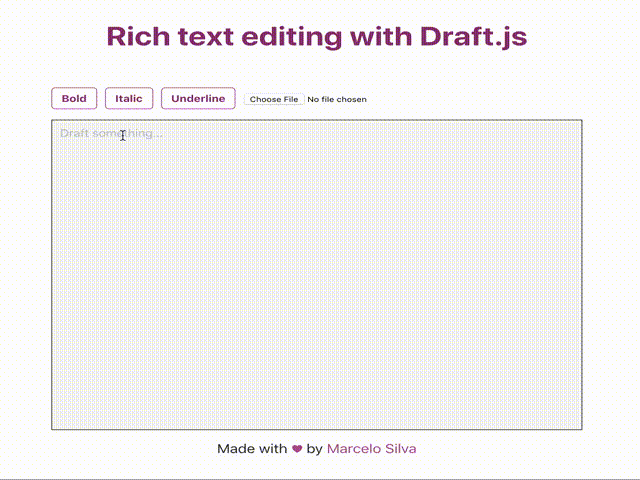 Rich text editing with Draft.js
Bold Italic Underline Choose File No file chosen
Draft something...
Made with ❤ by Marcelo Silva